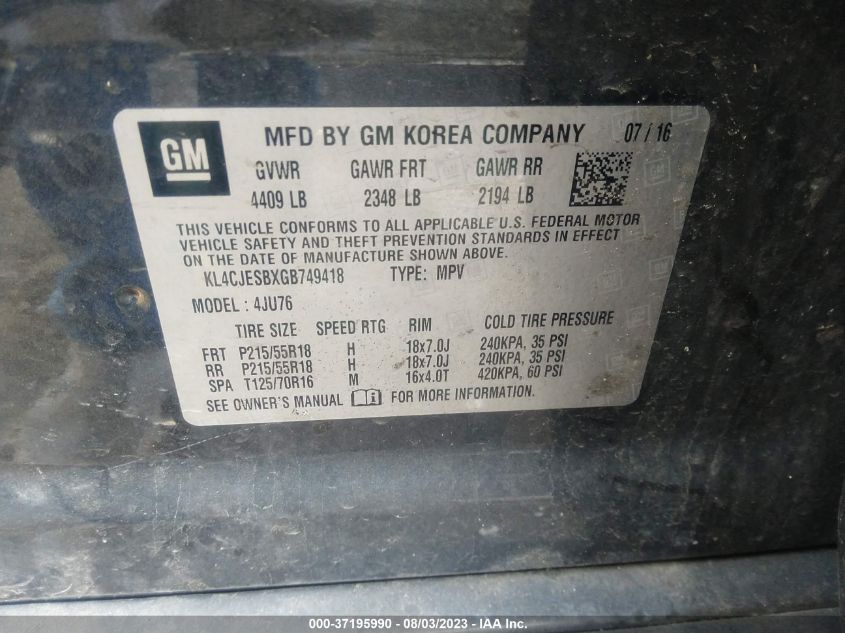 GM
MFD BY GM KOREA COMPANY 07 / 16
GVWR GAWR FRT GAWR RR
4409 LB 2348 LB 2194 LB
THIS VEHICLE CONFORMS TO ALL APPLICABLE U.S. FEDERAL MOTOR
VEHICLE SAFETY AND THEFT PREVENTION STANDARDS IN EFFECT
ON THE DATE OF MANUFACTURE SHOWN ABOVE.
KL4CJESBXGB749418 TYPE: MPV
MODEL : 4JU76
TIRE SIZE SPEED RTG RIM COLD TIRE PRESSURE
FRT P215/55R18 H 18x7.0J 240KPA, 35 PSI
RR P215/55R18 H 18x7.0J 240KPA, 35 PSI
SPA T125/70R16 M 16x4.0T 420KPA, 60 PSI
SEE OWNER'S MANUAL FOR MORE INFORMATION.
000-37195990 - 08/03/2023 - IAA Inc.